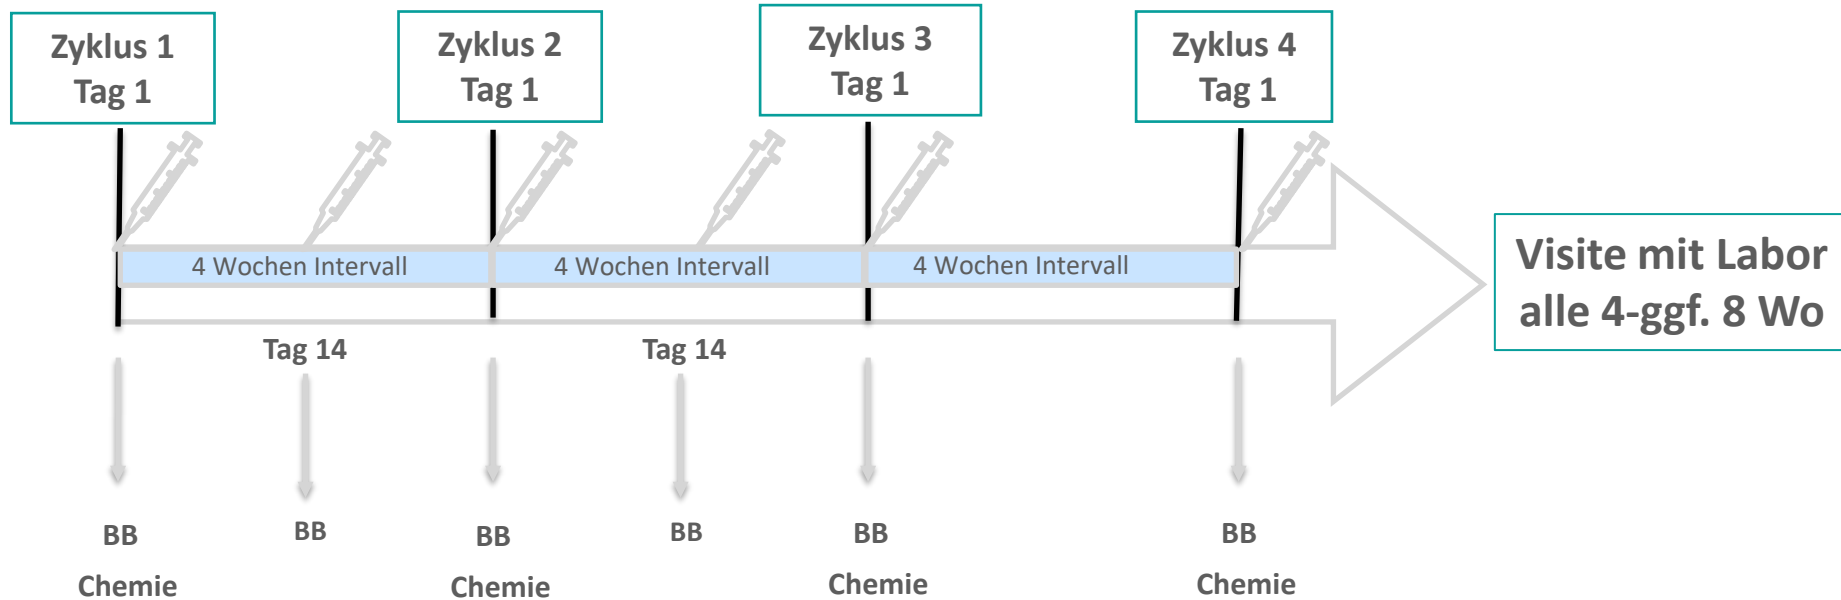 Zyklus 1
Tag 1
Zyklus 2
Tag 1
Zyklus 3
Tag 1
Zyklus 4
Tag 1
4 Wochen Intervall
4 Wochen Intervall
4 Wochen Intervall
Visite mit Labor
alle 4-ggf. 8 Wo
Tag 14
Tag 14
BB
Chemie
BB
BB
Chemie
BB
BB
Chemie
BB
Chemie